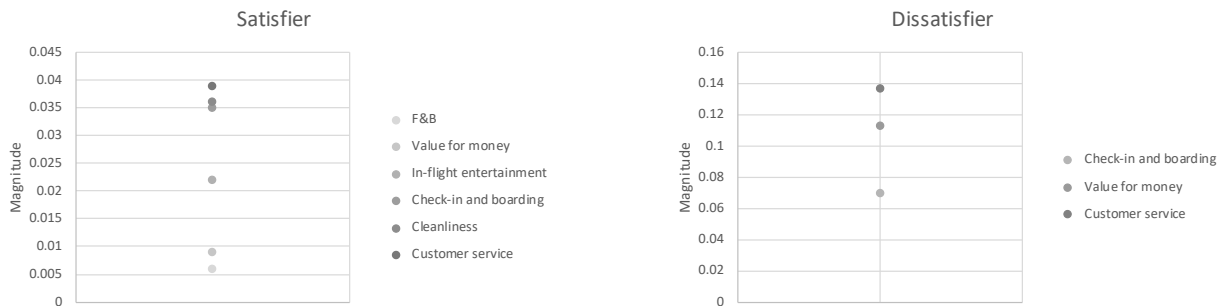 Satisfier
Magnitude
0.045
0.04
0.035
0.03
0.025
0.02
0.015
0.01
0.005
0
F&B
Value for money
In-flight entertainment
Check-in and boarding
Cleanliness
Customer service
Dissatisfier
Magnitude
0.16
0.14
0.12
0.1
0.08
0.06
0.04
0.02
0
Check-in and boarding
Value for money
Customer service